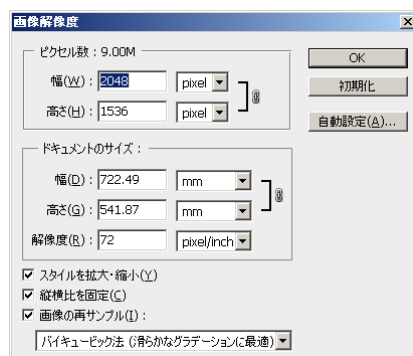 画像解像度
ピクセル数：9.00M
幅(W)：2048 pixel
高さ(H)：1536 pixel
ドキュメントのサイズ：
幅(D)：722.49 mm
高さ(G)：541.87 mm
解像度(R)：72 pixel/inch
スタイルを拡大・縮小(Y)
縦横比を固定(C)
画像の再サンプル(I)：
バイキュービック法 (滑らかなグラデーションに最適)
OK
初期化
自動設定(A)...